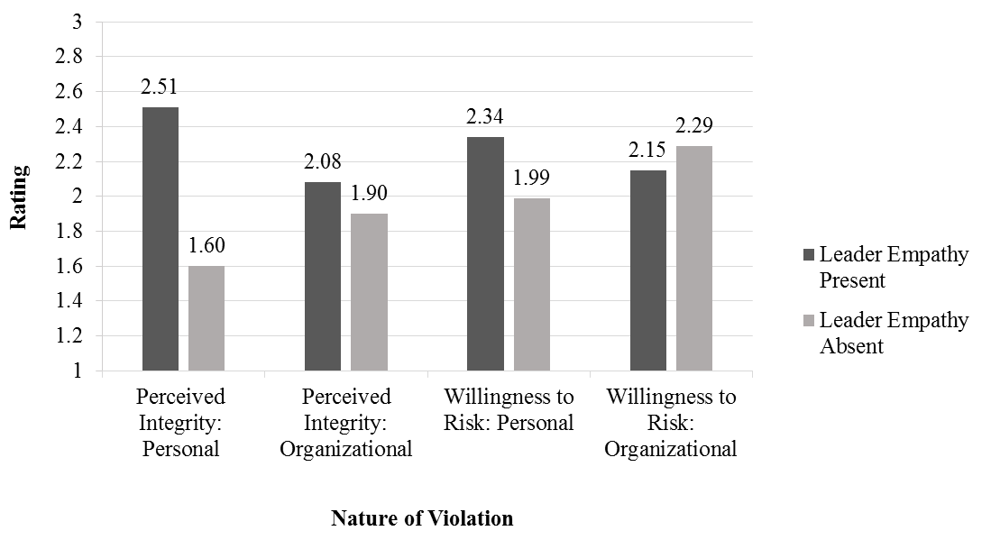 3
2.8
2.6
2.4
2.2
2
1.8
1.6
1.4
1.2
1
Rating
2.51
1.60
2.08
1.90
2.34
1.99
2.15
2.29
Perceived
Integrity:
Personal
Perceived
Integrity:
Organizational
Willingness to
Risk: Personal
Willingness to
Risk:
Organizational
Nature of Violation
Leader Empathy
Present
Leader Empathy
Absent